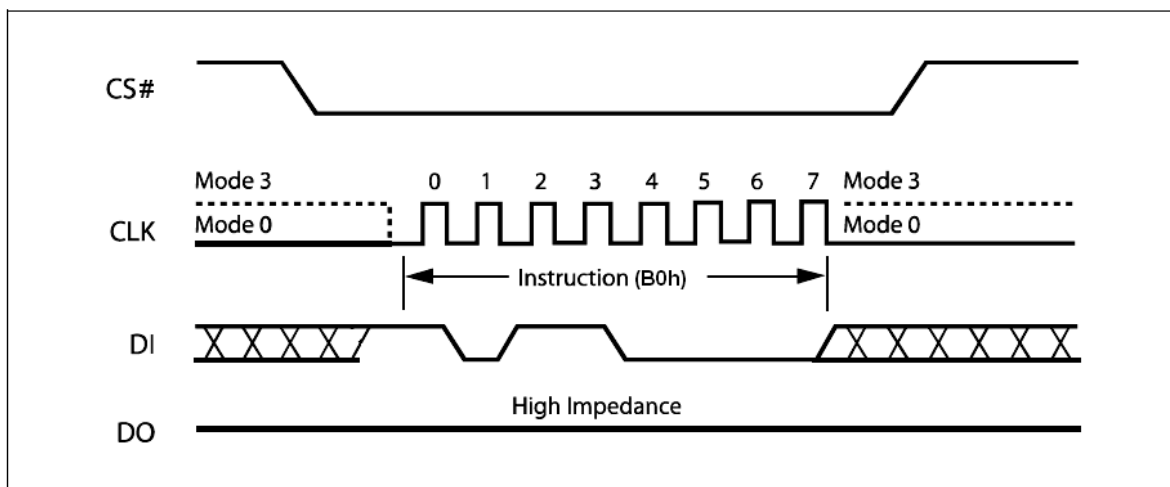 CS#
Mode 3
0 1 2 3 4 5 6 7
Mode 3
CLK
Mode 0
Mode 0
Instruction (B0h)
DI
High Impedance
DO